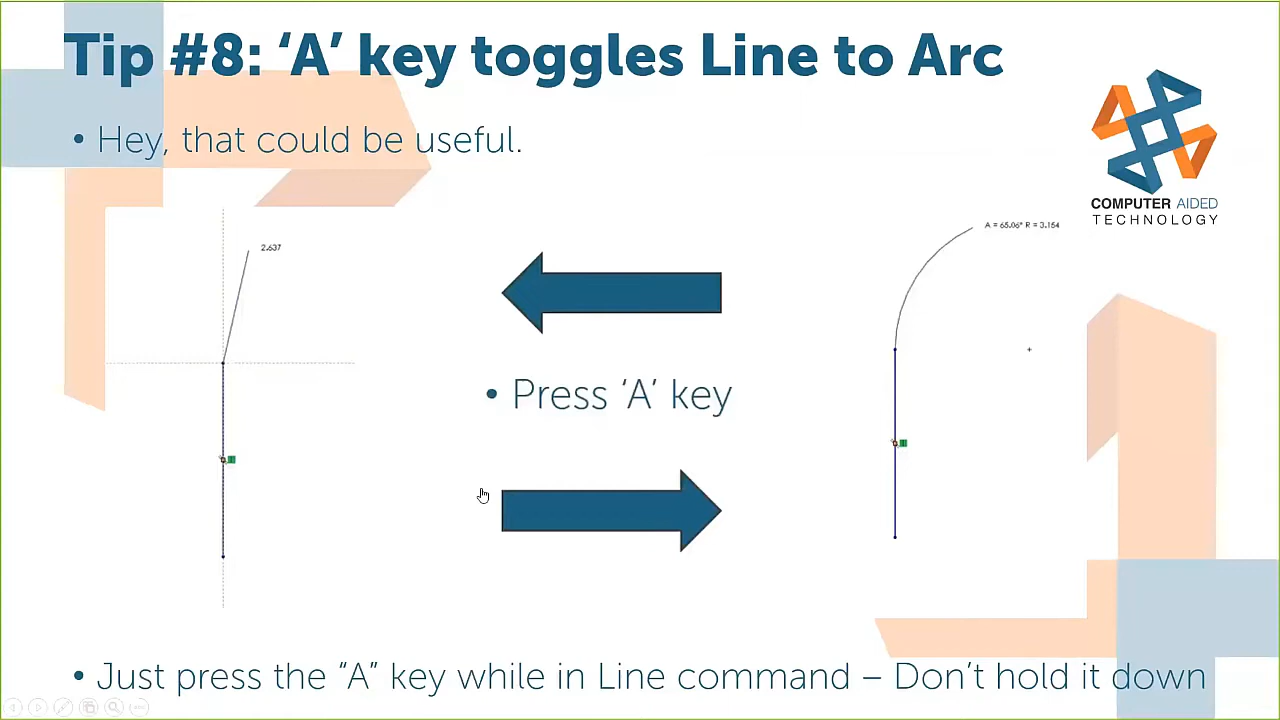 Tip #8: ‘A’ key toggles Line to Arc
• Hey, that could be useful.
COMPUTER AIDED
TECHNOLOGY
2.637
A = 65.06° R = 3.154
• Press ‘A’ key
• Just press the “A” key while in Line command – Don’t hold it down